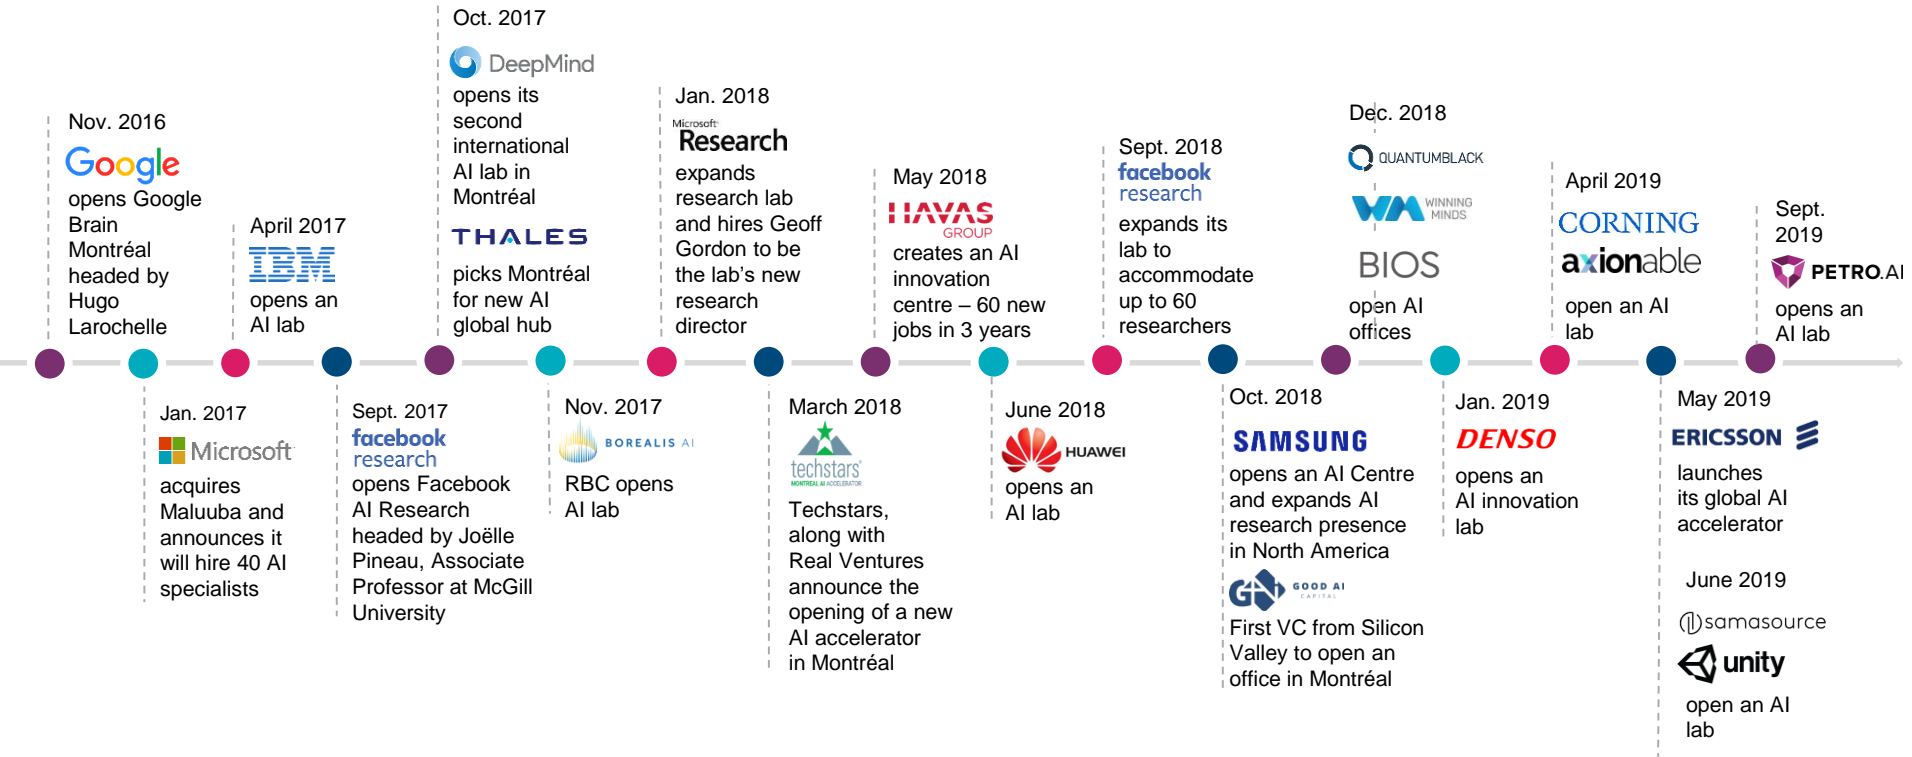 Nov. 2016
Google
opens Google
Brain
Montréal
headed by
Hugo
Larochelle
Jan. 2017
Microsoft
acquires
Maluuba and
announces it
will hire 40 AI
specialists
April 2017
IBM
opens an
AI lab
Sept. 2017
facebook
research
opens Facebook
AI Research
headed by Joëlle
Pineau, Associate
Professor at McGill
University
Oct. 2017
DeepMind
opens its
second
international
AI lab in
Montréal
THALES
picks Montréal
for new AI
global hub
Nov. 2017
BOREALIS AI
RBC opens
AI lab
Jan. 2018
Microsoft
Research
expands
research lab
and hires Geoff
Gordon to be
the lab’s new
research
director
March 2018
techstars
MONTREAL AI ACCELERATOR
Techstars,
along with
Real Ventures
announce the
opening of a new
AI accelerator
in Montréal
May 2018
HAVAS
GROUP
creates an AI
innovation
centre – 60 new
jobs in 3 years
June 2018
HUAWEI
opens an
AI lab
Sept. 2018
facebook
research
expands its
lab to
accommodate
up to 60
researchers
Oct. 2018
SAMSUNG
opens an AI Centre
and expands AI
research presence
in North America
GOOD AI
CAPITAL
First VC from Silicon
Valley to open an
office in Montréal
Dec. 2018
QUANTUMBLACK
WM WINNING
MINDS
BIOS
open AI
offices
Jan. 2019
DENSO
opens an
AI innovation
lab
April 2019
CORNING
axionable
open an AI
lab
May 2019
ERICSSON
launches
its global AI
accelerator
June 2019
samasource
unity
open an AI
lab
Sept.
2019
PETRO.AI
opens an
AI lab